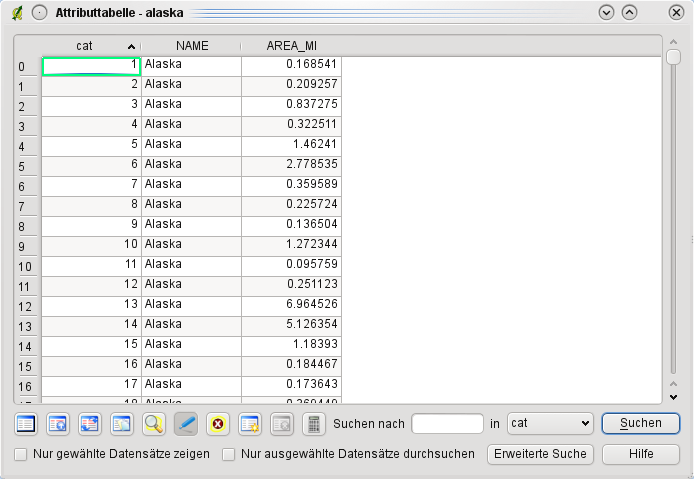 Attributtabelle - alaska
cat NAME AREA_MI
0 1 Alaska 0.168541
1 2 Alaska 0.209257
2 3 Alaska 0.837275
3 4 Alaska 0.322511
4 5 Alaska 1.46241
5 6 Alaska 2.778535
6 7 Alaska 0.359589
7 8 Alaska 0.225724
8 9 Alaska 0.136504
9 10 Alaska 1.272344
10 11 Alaska 0.095759
11 12 Alaska 0.251123
12 13 Alaska 6.964526
13 14 Alaska 5.126354
14 15 Alaska 1.18393
15 16 Alaska 0.184467
16 17 Alaska 0.173643
18 Alaska
Suchen nach in cat Suchen
Nur gewählte Datensätze zeigen Nur ausgewählte Datensätze durchsuchen Erweiterte Suche Hilfe